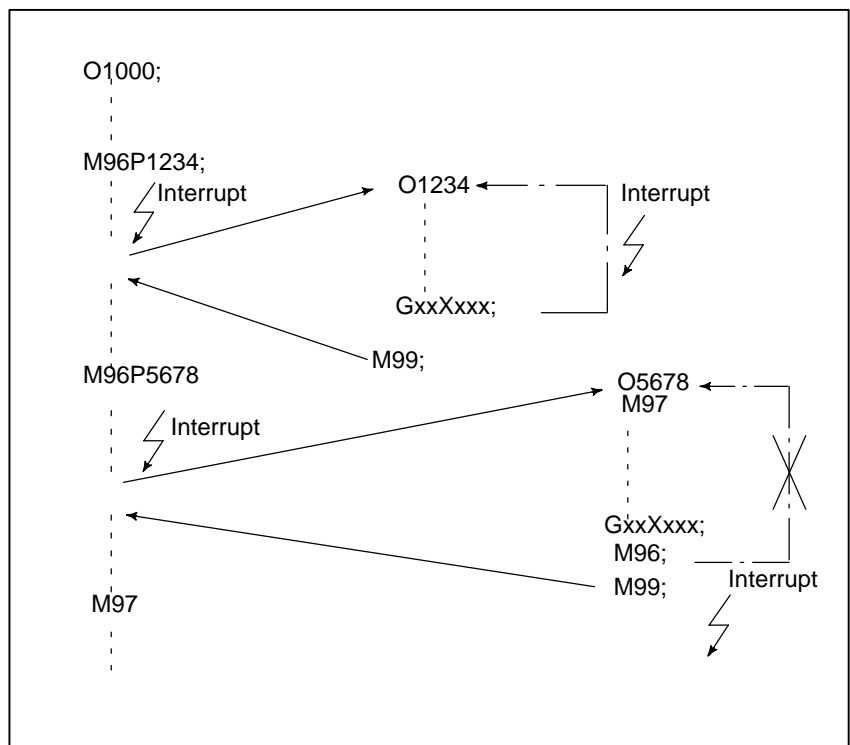 O1000;
M96P1234;
Interrupt
O1234
Interrupt
GxxXxxx;
M99;
M96P5678
O5678
M97
Interrupt
GxxXxxx;
M96;
Interrupt
M99;
M97